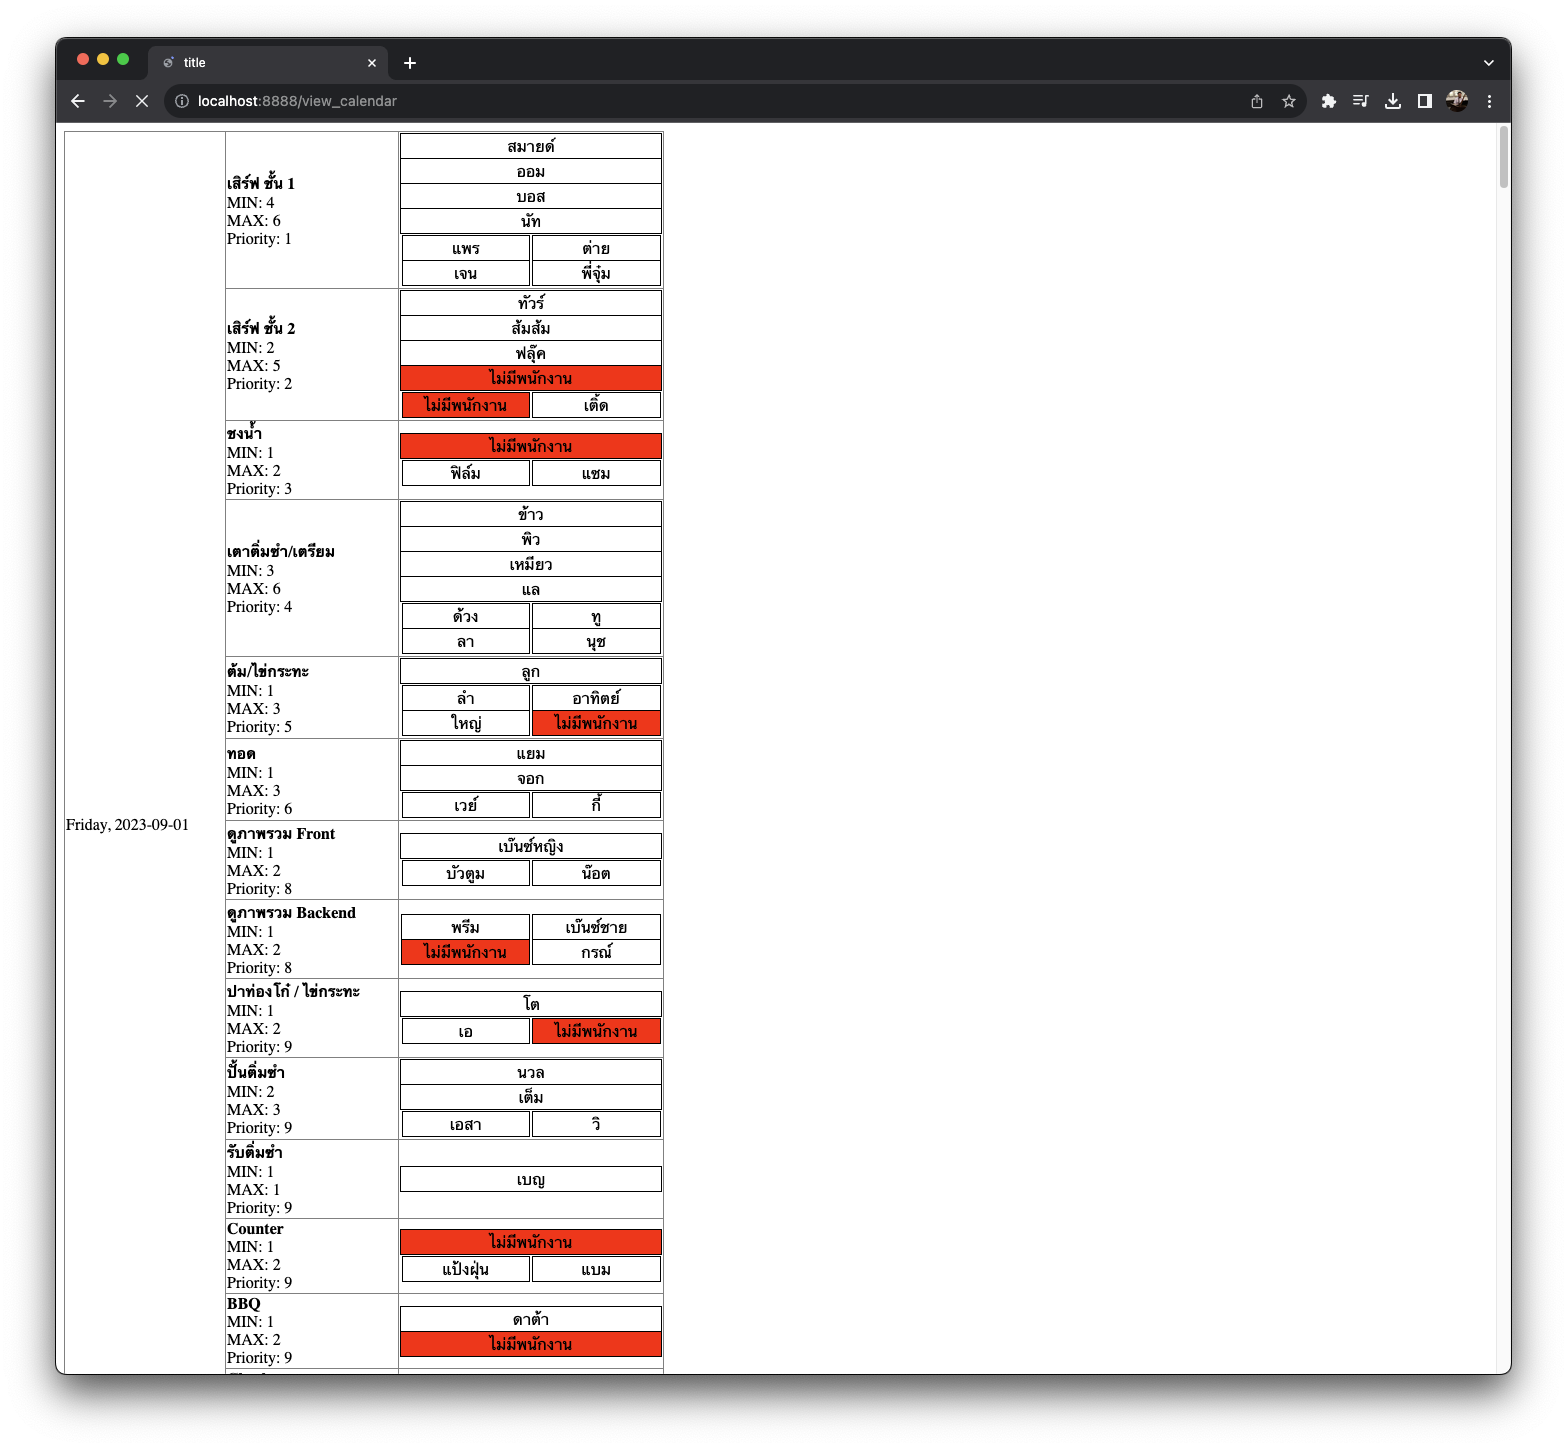 title
localhost:8888/view_calendar
Friday, 2023-09-01
เสิร์ฟ ชั้น 1
MIN: 4
MAX: 6
Priority: 1
สมายด์
ออม
บอส
นัท
แพร ต่าย
เจน พี่จุ๋ม
เสิร์ฟ ชั้น 2
MIN: 2
MAX: 5
Priority: 2
ทัวร์
ส้มส้ม
ฟลุ๊ค
ไม่มีพนักงาน
ไม่มีพนักงาน เติ้ด
ชงน้ำ
MIN: 1
MAX: 2
Priority: 3
ไม่มีพนักงาน
ฟิล์ม แซม
เตาติ่มซำ/เตรียม
MIN: 3
MAX: 6
Priority: 4
ข้าว
พิว
เหมียว
แล
ด้วง ทู
ลา นุช
ต้ม/ไข่กระทะ
MIN: 1
MAX: 3
Priority: 5
ลูก
ลำ อาทิตย์
ใหญ่ ไม่มีพนักงาน
ทอด
MIN: 1
MAX: 3
Priority: 6
แยม
จอก
เวย์ กี้
ดูภาพรวม Front
MIN: 1
MAX: 2
Priority: 8
เบ๊นซ์หญิง
บัวตูม น๊อต
ดูภาพรวม Backend
MIN: 1
MAX: 2
Priority: 8
พรีม เบ๊นซ์ชาย
ไม่มีพนักงาน กรณ์
ปาท่องโก๋ / ไข่กระทะ
MIN: 1
MAX: 2
Priority: 9
โต
เอ ไม่มีพนักงาน
ปั้นติ่มซำ
MIN: 2
MAX: 3
Priority: 9
นวล
เต็ม
เอสา วิ
รับติ่มซำ
MIN: 1
MAX: 1
Priority: 9
เบญ
Counter
MIN: 1
MAX: 2
Priority: 9
ไม่มีพนักงาน
แป้งฝุ่น แบม
BBQ
MIN: 1
MAX: 2
Priority: 9
ดาต้า
ไม่มีพนักงาน